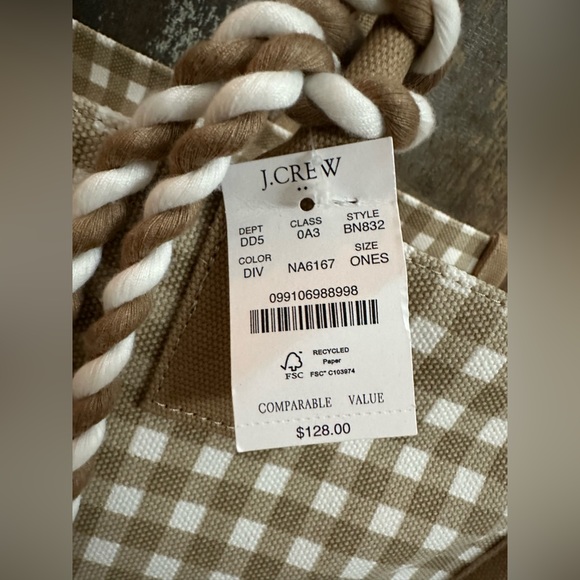 J.CREW
DEPT CLASS STYLE
DD5 0A3 BN832
COLOR SIZE
DIV NA6167 ONES
099106988998
RECYCLED
Paper
FSC FSC® C103974
COMPARABLE VALUE
$128.00